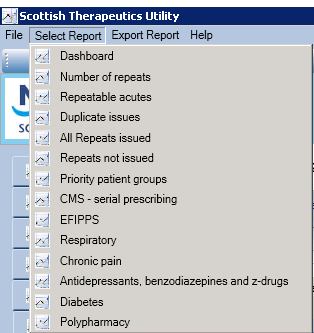 Scottish Therapeutics Utility
File Select Report Export Report Help
Dashboard
Number of repeats
Repeatable acutes
Duplicate issues
All Repeats issued
Repeats not issued
Priority patient groups
CMS - serial prescribing
EFIPPS
Respiratory
Chronic pain
Antidepressants, benzodiazepines and z-drugs
Diabetes
Polypharmacy